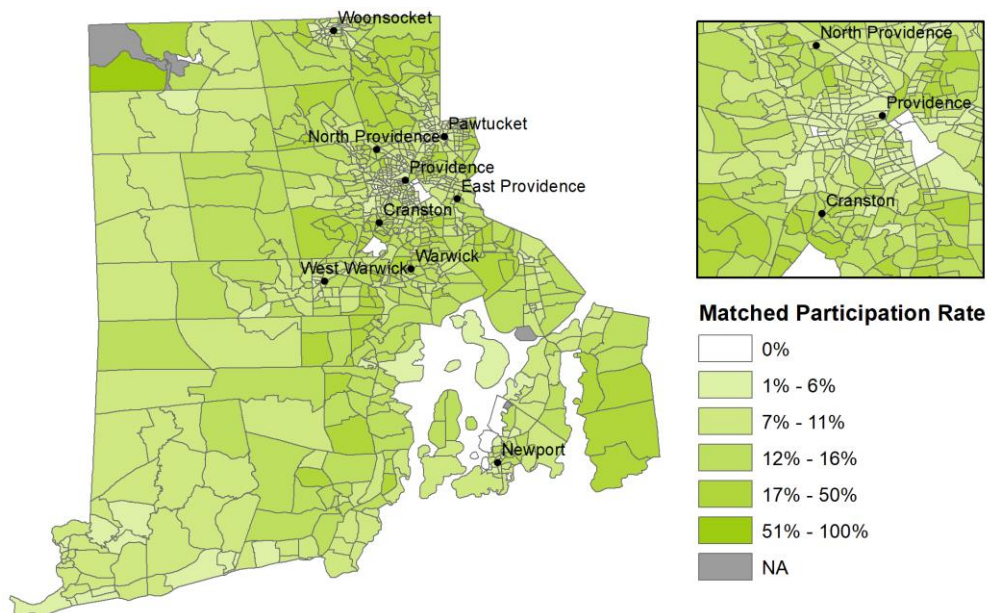 Woonsocket
Pawtucket
North Providence
Providence
East Providence
Cranston
Warwick
West Warwick
Newport
North Providence
Providence
Cranston
Matched Participation Rate
0%
1% - 6%
7% - 11%
12% - 16%
17% - 50%
51% - 100%
NA